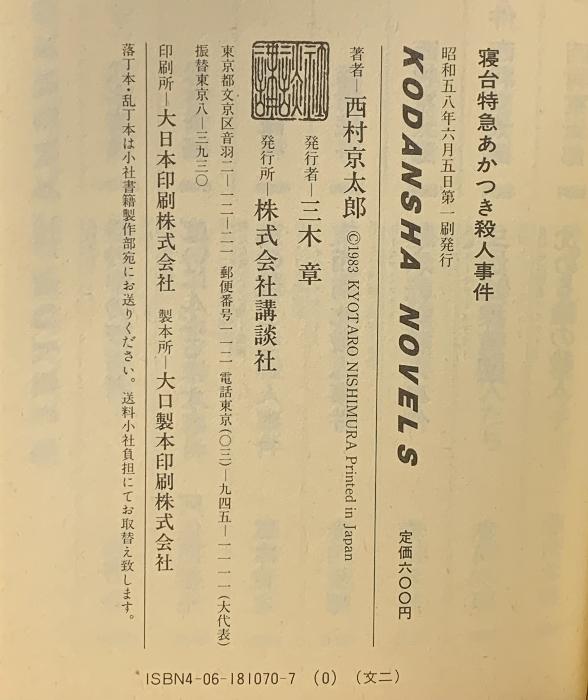 寝台特急あかつき殺人事件
昭和五八年六月五日第一刷発行
KODANSHA NOVELS
定価六〇〇円
著者―西村京太郎 ©1983 KYOTARO NISHIMURA Printed in Japan
発行者―三木 章
講談社
発行所―株式会社講談社
東京都文京区音羽二―一二―二一 郵便番号一一二 電話東京(〇三)―九四五―一一一一(大代表)
振替東京八―三九三〇
印刷所―大日本印刷株式会社 製本所―大口製本印刷株式会社
落丁本・乱丁本は小社書籍製作部宛にお送りください。送料小社負担にてお取替え致します。
ISBN4-06-181070-7 (0) (文二)